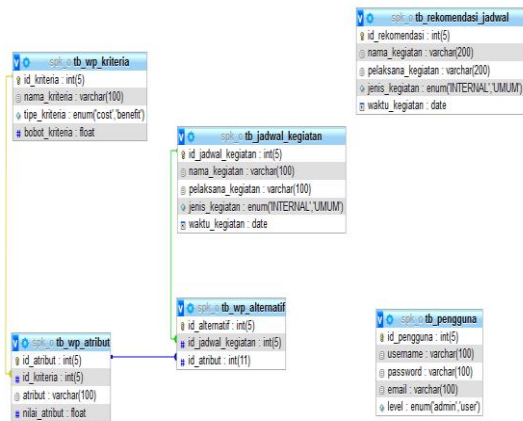 spk_o tb_rekomendasi_jadwal
id_rekomendasi : int(5)
nama_kegiatan : varchar(200)
pelaksana_kegiatan : varchar(200)
jenis_kegiatan : enum('INTERNAL','UMUM')
waktu_kegiatan : date
spk_o tb_wp_kriteria
id_kriteria : int(5)
nama_kriteria : varchar(100)
tipe_kriteria : enum('cost','benefit')
bobot_kriteria : float
spk_o tb_jadwal_kegiatan
id_jadwal_kegiatan : int(5)
nama_kegiatan : varchar(100)
pelaksana_kegiatan : varchar(100)
jenis_kegiatan : enum('INTERNAL','UMUM')
waktu_kegiatan : date
spk_o tb_wp_alternatif
id_alternatif : int(5)
id_jadwal_kegiatan : int(5)
id_atribut : int(11)
spk_o tb_pengguna
id_pengguna : int(5)
username : varchar(100)
password : varchar(100)
email : varchar(100)
level : enum('admin','user')
spk_o tb_wp_atribut
id_atribut : int(5)
id_kriteria : int(5)
atribut : varchar(100)
nilai_atribut : float